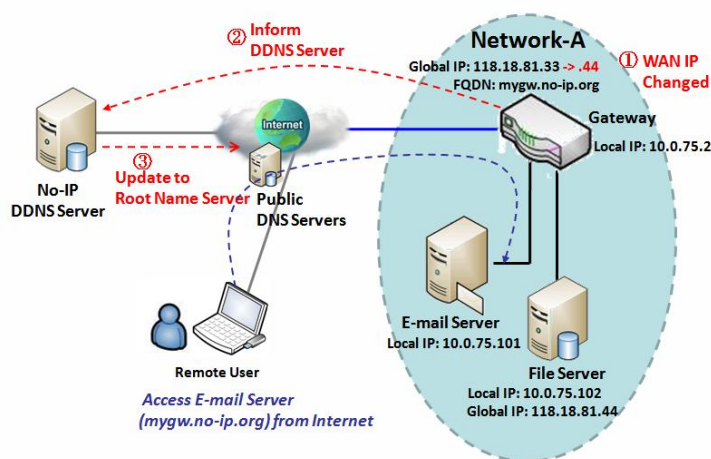 ② Inform
DDNS Server
Network-A
Global IP: 118.18.81.33 -> .44
FQDN: mygw.no-ip.org
① WAN IP
Changed
Gateway
Local IP: 10.0.75.2
Internet
③
Update to
Root Name Server
No-IP
DDNS Server
Public
DNS Servers
E-mail Server
Local IP: 10.0.75.101
Remote User
File Server
Local IP: 10.0.75.102
Global IP: 118.18.81.44
Access E-mail Server
(mygw.no-ip.org) from Internet